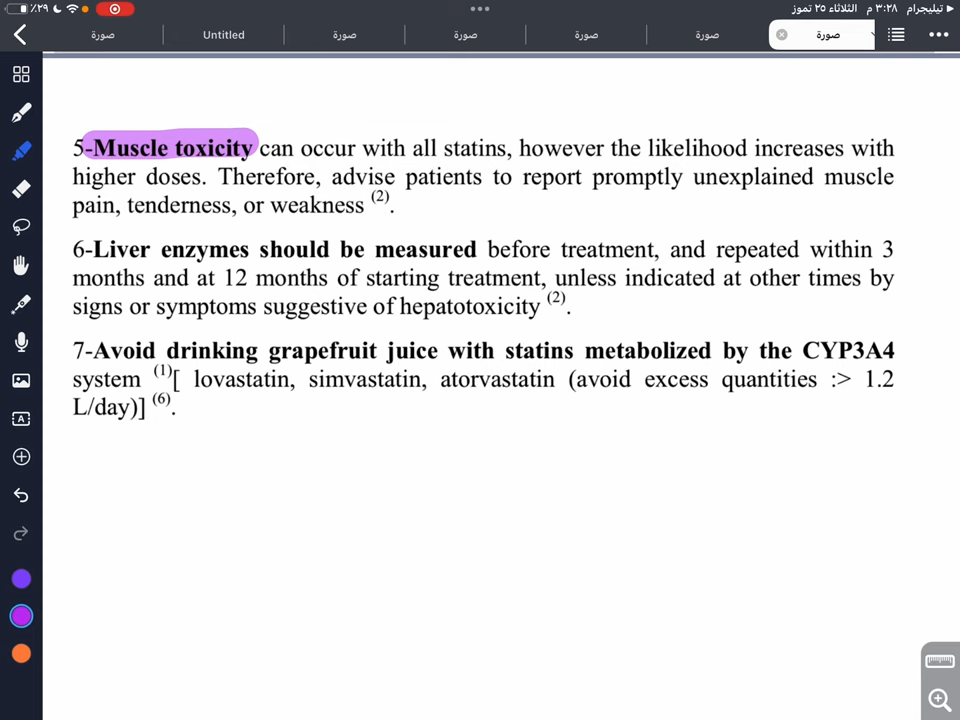 ٪٢٩ ٣:٢٨ م الثلاثاء ٢٥ تموز تيليجرام
صورة Untitled صورة صورة صورة صورة صورة
5-Muscle toxicity can occur with all statins, however the likelihood increases with
higher doses. Therefore, advise patients to report promptly unexplained muscle
pain, tenderness, or weakness (2).
6-Liver enzymes should be measured before treatment, and repeated within 3
months and at 12 months of starting treatment, unless indicated at other times by
signs or symptoms suggestive of hepatotoxicity (2).
7-Avoid drinking grapefruit juice with statins metabolized by the CYP3A4
system (1)[ lovastatin, simvastatin, atorvastatin (avoid excess quantities :> 1.2
L/day)] (6).